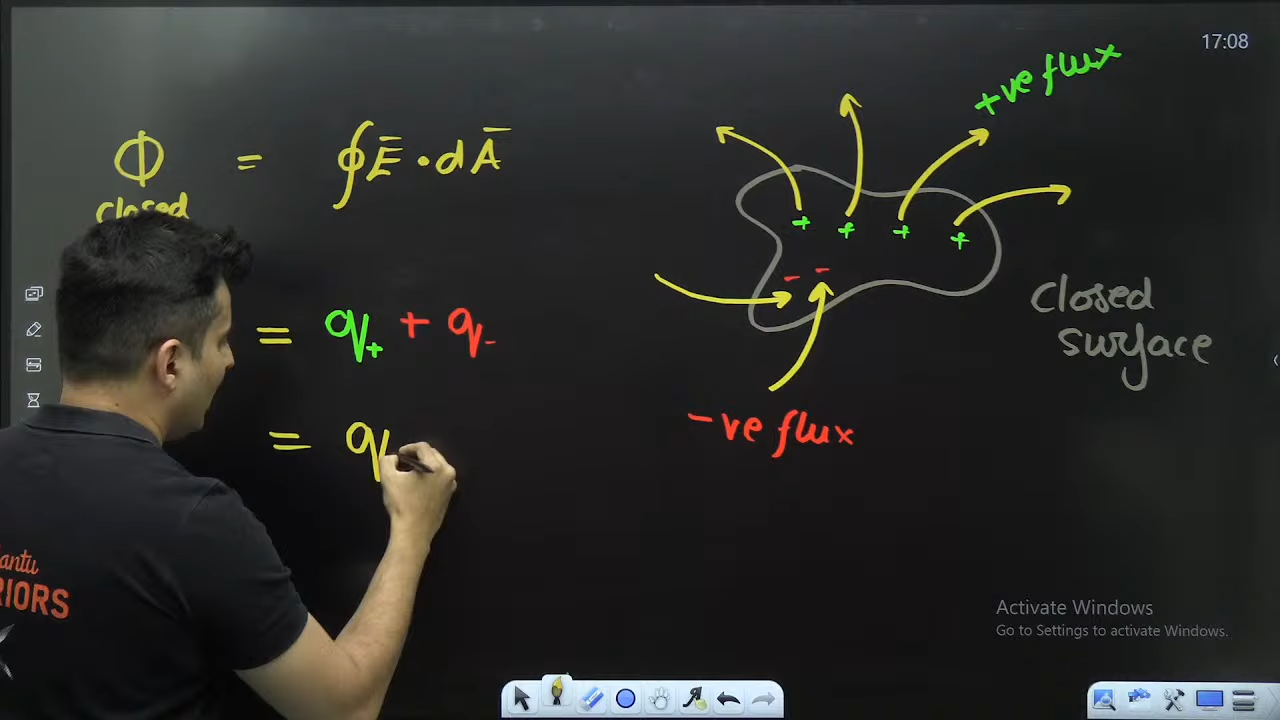 17:08
+ve flux
Φ = ∮Ē • dĀ
closed
+ + + +
- -
closed
surface
= q₊ + q₋
-ve flux
= q
antu
RIORS
Activate Windows
Go to Settings to activate Windows.